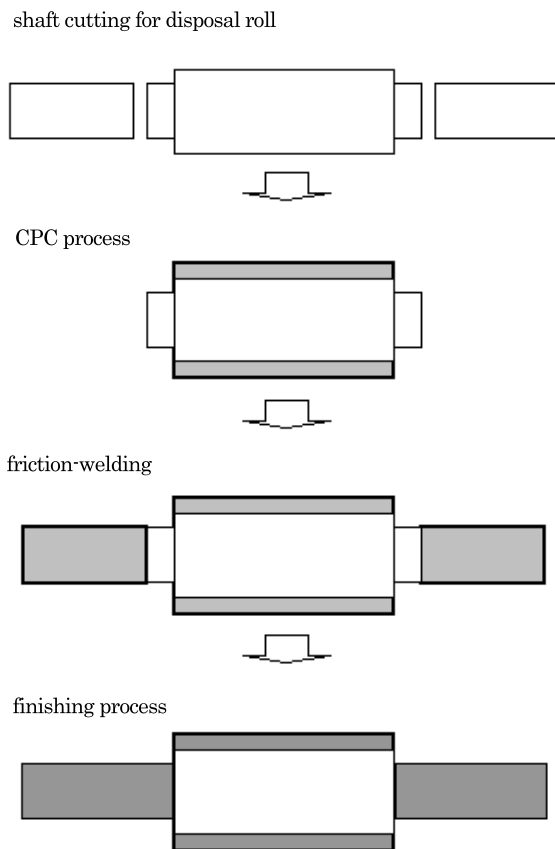 shaft cutting for disposal roll
CPC process
friction-welding
finishing process